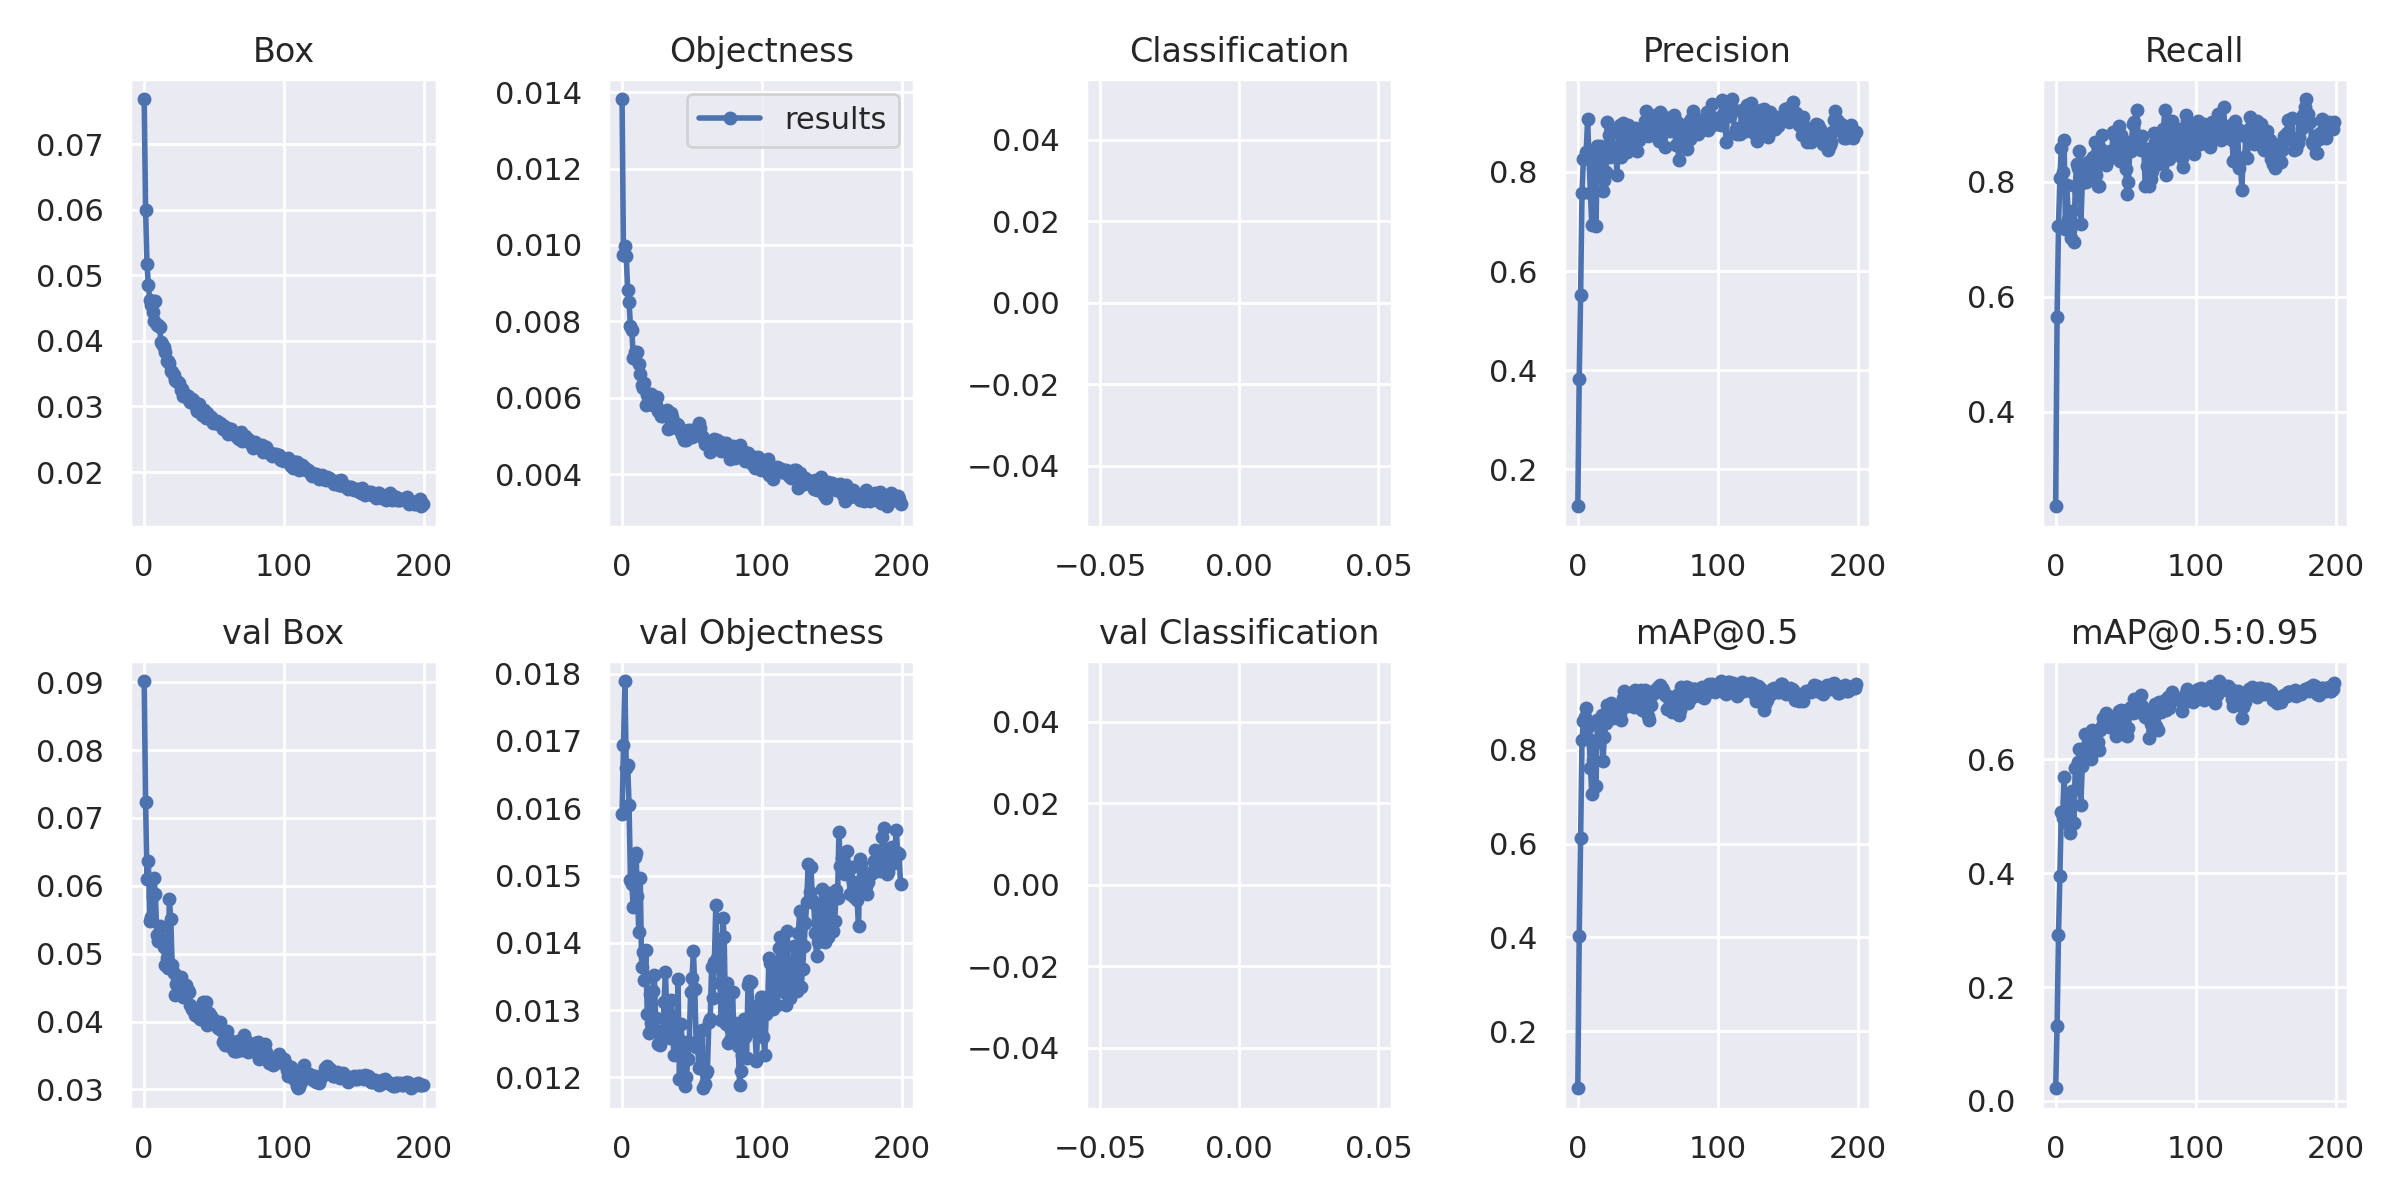 Box
0.07
0.06
0.05
0.04
0.03
0.02
0 100 200
Objectness
results
0.014
0.012
0.010
0.008
0.006
0.004
0 100 200
Classification
0.04
0.02
0.00
−0.02
−0.04
−0.05 0.00 0.05
Precision
0.8
0.6
0.4
0.2
0 100 200
Recall
0.8
0.6
0.4
0 100 200
val Box
0.09
0.08
0.07
0.06
0.05
0.04
0.03
0 100 200
val Objectness
0.018
0.017
0.016
0.015
0.014
0.013
0.012
0 100 200
val Classification
0.04
0.02
0.00
−0.02
−0.04
−0.05 0.00 0.05
mAP@0.5
0.8
0.6
0.4
0.2
0 100 200
mAP@0.5:0.95
0.6
0.4
0.2
0.0
0 100 200